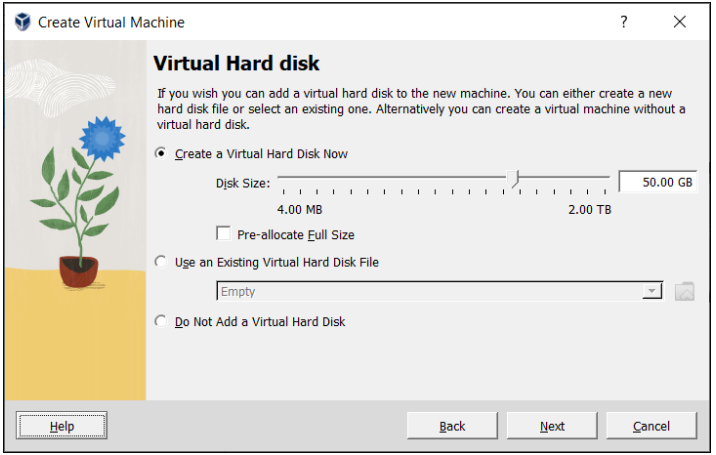 Create Virtual Machine
?
Virtual Hard disk
If you wish you can add a virtual hard disk to the new machine. You can either create a new
hard disk file or select an existing one. Alternatively you can create a virtual machine without a
virtual hard disk.
Create a Virtual Hard Disk Now
Disk Size:
50.00 GB
4.00 MB
2.00 TB
Pre-allocate Full Size
Use an Existing Virtual Hard Disk File
Empty
Do Not Add a Virtual Hard Disk
Help
Back
Next
Cancel